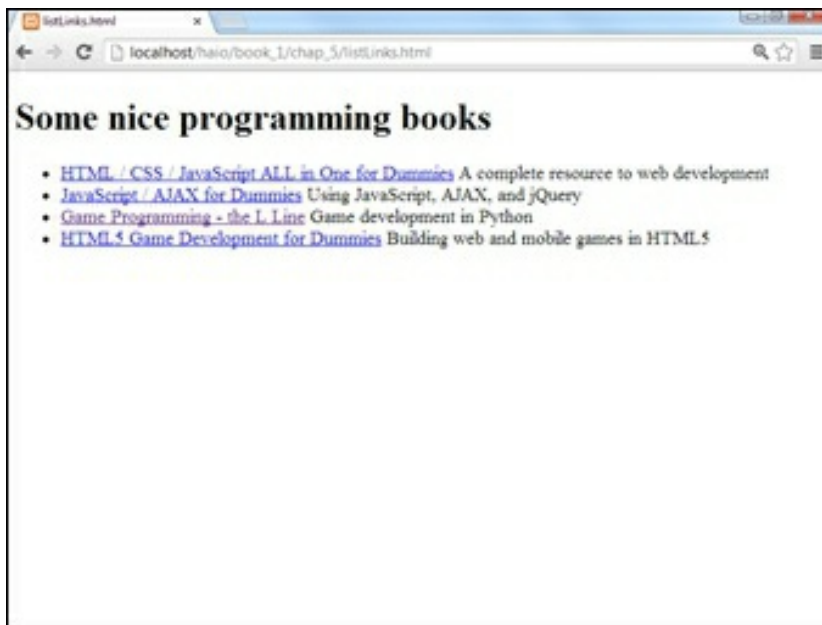 listLinks.html
localhost/haio/book_1/chap_5/listLinks.html
Some nice programming books
HTML / CSS / JavaScript ALL in One for Dummies A complete resource to web development
JavaScript / AJAX for Dummies Using JavaScript, AJAX, and jQuery
Game Programming - the L Line Game development in Python
HTML5 Game Development for Dummies Building web and mobile games in HTML5